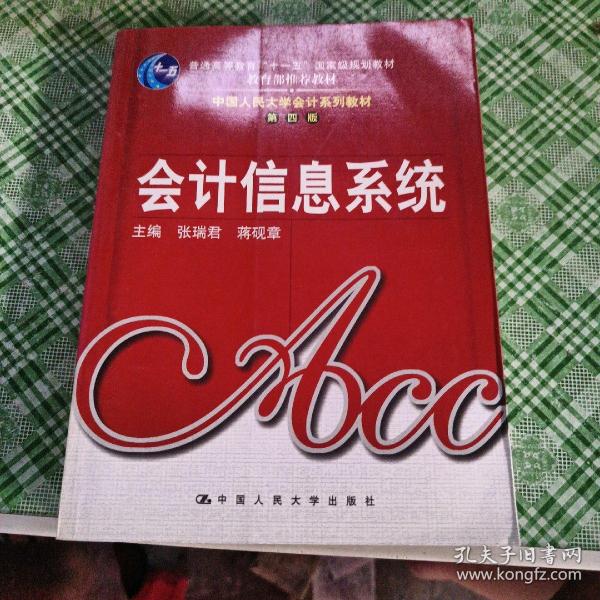 十一五
普通高等教育“十一五”国家级规划教材
教育部推荐教材
中国人民大学会计系列教材
第四版
会计信息系统
主编 张瑞君 蒋砚章
Acc
中国人民大学出版社
孔夫子旧书网
www.kongfz.com